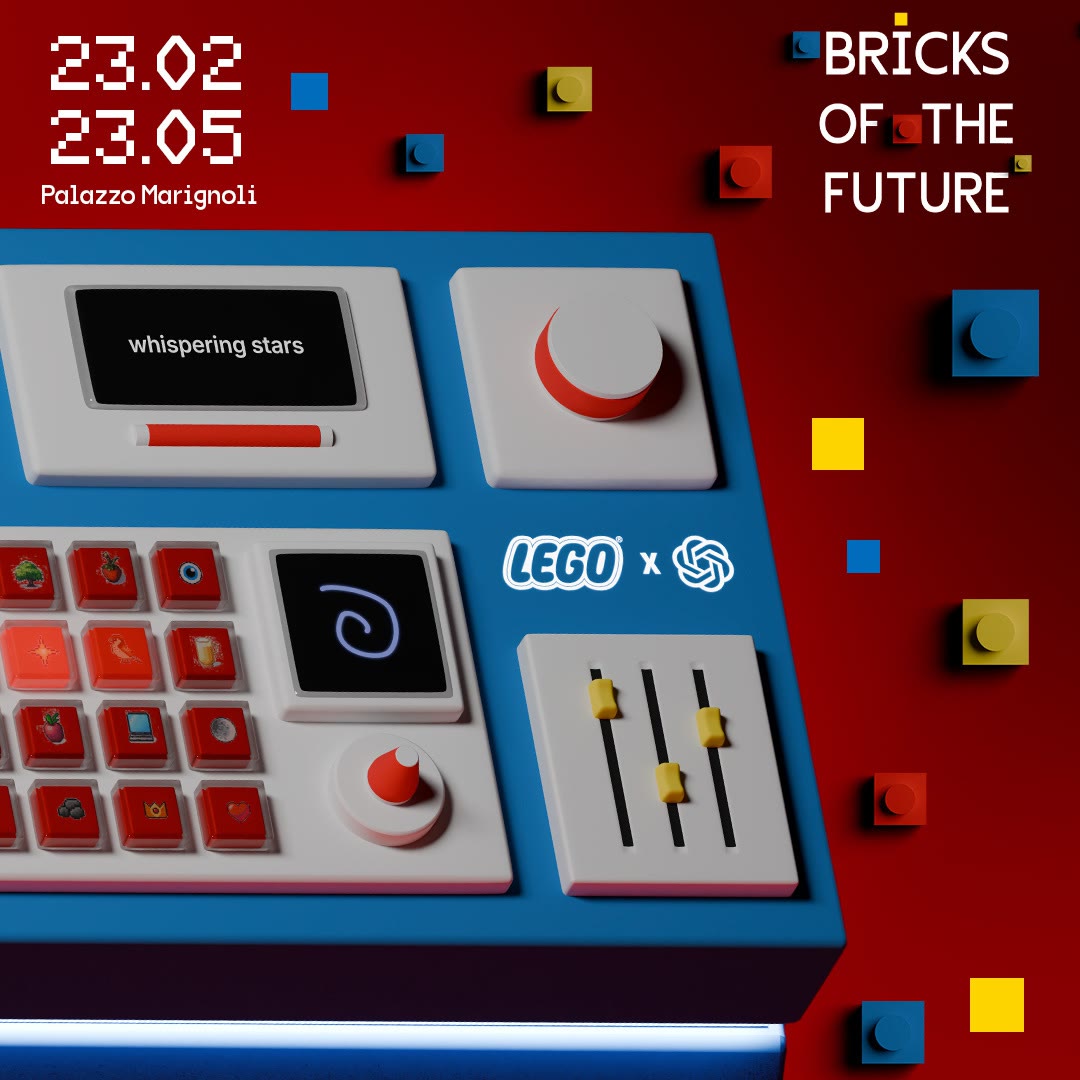 23.02
23.05
Palazzo Marignoli
BRICKS
OF THE
FUTURE
whispering stars
LEGO® x